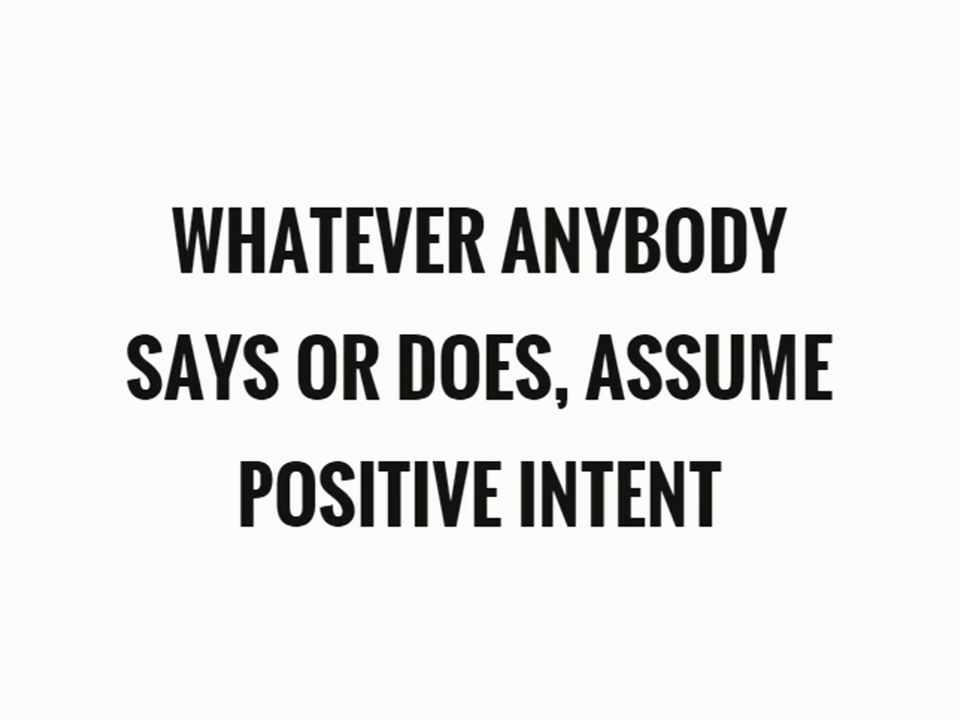 WHATEVER ANYBODY
SAYS OR DOES, ASSUME
POSITIVE INTENT